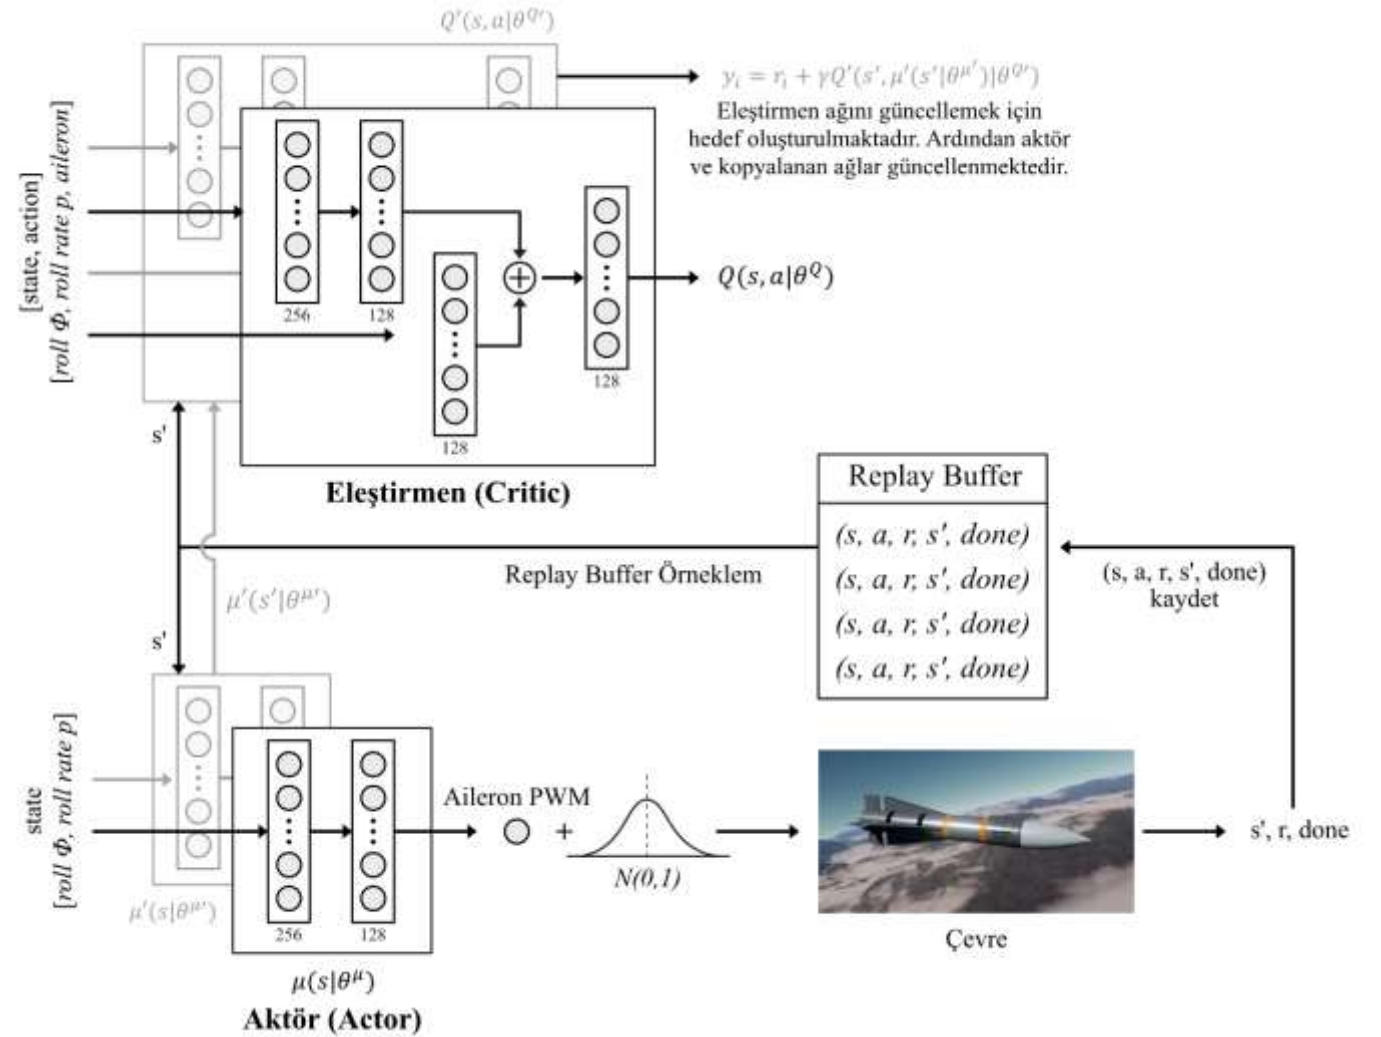 Q′(s, a|θ^Q′)
y_i = r_i + γQ′(s′, μ′(s′|θ^μ′)|θ^Q′)
Eleştirmen ağını güncellemek için
hedef oluşturulmaktadır. Ardından aktör
ve kopyalanan ağlar güncellenmektedir.
[state, action]
[roll Φ, roll rate p, aileron]
256
128
128
128
Q(s, a|θ^Q)
s'
Eleştirmen (Critic)
Replay Buffer
(s, a, r, s', done)
(s, a, r, s', done)
(s, a, r, s', done)
(s, a, r, s', done)
Replay Buffer Örneklem
(s, a, r, s', done)
kaydet
μ′(s′|θ^μ′)
s'
state
[roll Φ, roll rate p]
μ′(s|θ^μ′)
256
128
μ(s|θ^μ)
Aktör (Actor)
Aileron PWM
+
N(0,1)
Çevre
s', r, done